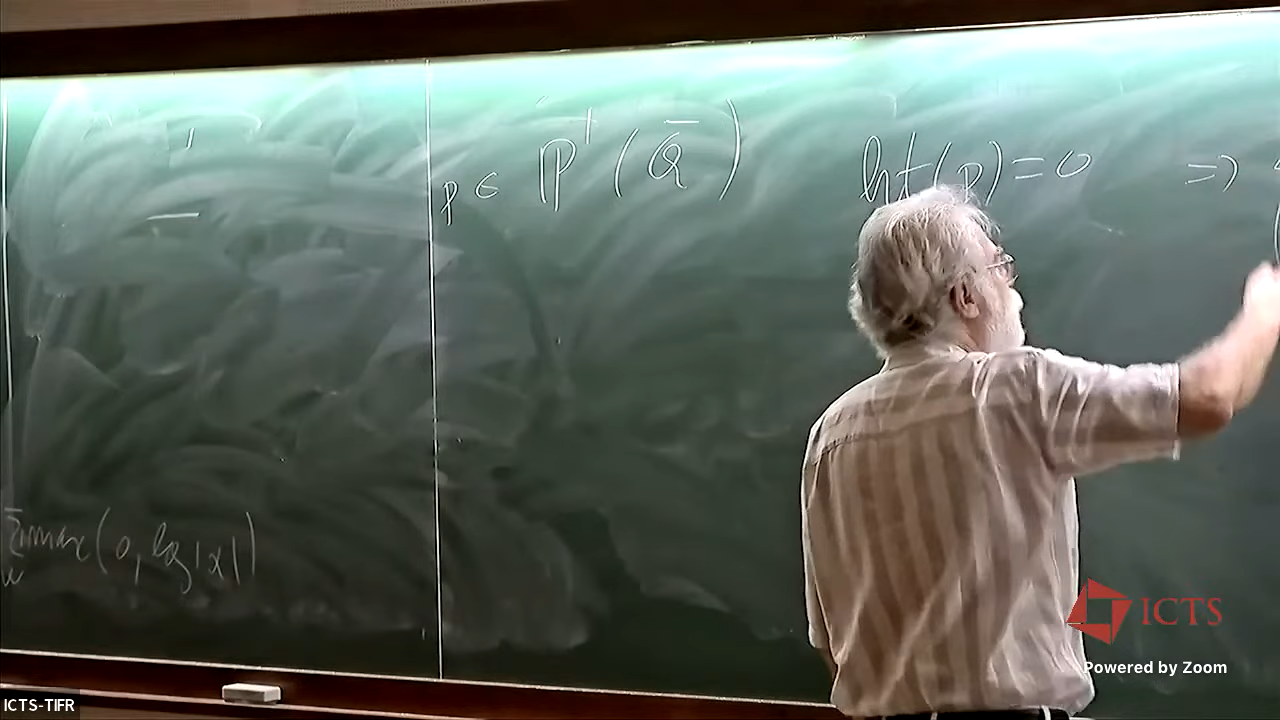 p ∈ ℙ¹(Q̄) ht(p)=0 ⇒
max(0, log|x|)
ICTS
Powered by Zoom
ICTS-TIFR